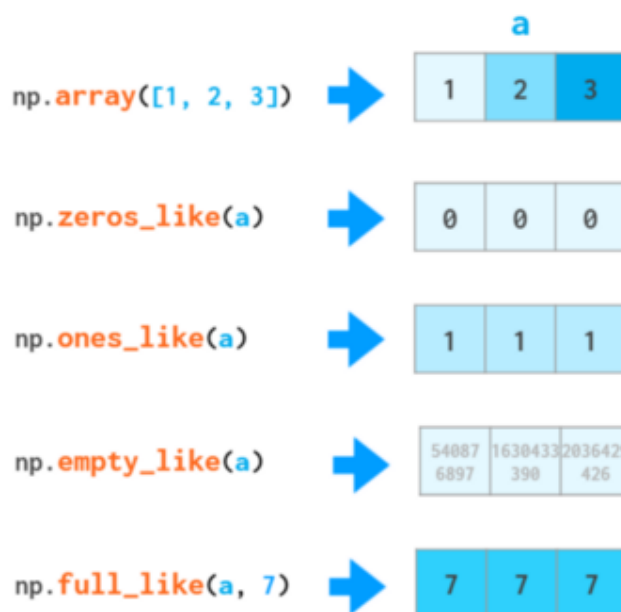 a
np.array([1, 2, 3]) 1 2 3
np.zeros_like(a) 0 0 0
np.ones_like(a) 1 1 1
np.empty_like(a) 54087 1630433 203642
6897 390 426
np.full_like(a, 7) 7 7 7